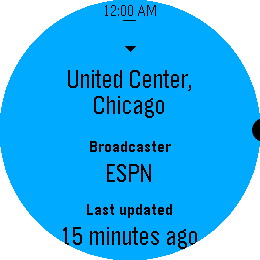 12:00 AM
United Center,
Chicago
Broadcaster
ESPN
Last updated
15 minutes ago